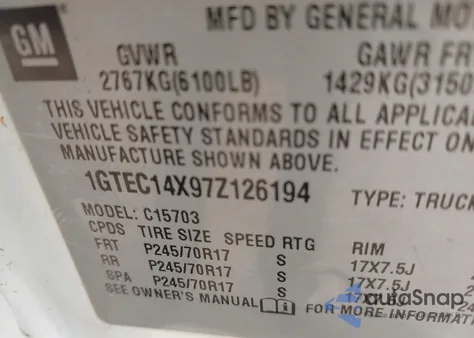 GM
MFD BY GENERAL MO
GVWR GAWR FR
2767KG(6100LB) 1429KG(3150
THIS VEHICLE CONFORMS TO ALL APPLICA
VEHICLE SAFETY STANDARDS IN EFFECT ON
MANUFACTURE SHOWN ABOVE.
1GTEC14X97Z126194 TYPE: TRUCK
MODEL: C15703
CPDS TIRE SIZE SPEED RTG RIM
FRT P245/70R17 S 17X7.5J
RR P245/70R17 S 17X7.5J
SPA P245/70R17 S
SEE OWNER'S MANUAL FOR MORE INFORMAT
autoSnap